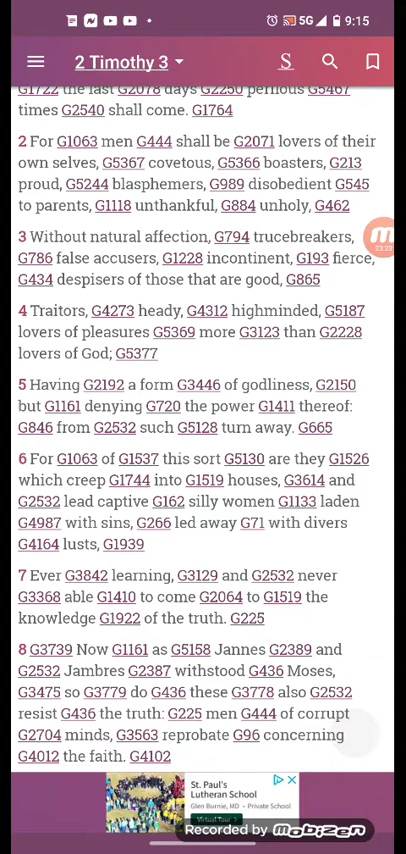 5G 9:15
2 Timothy 3
S
G1722 the last G2078 days G2250 perilous G5467
times G2540 shall come. G1764
2 For G1063 men G444 shall be G2071 lovers of their
own selves, G5367 covetous, G5366 boasters, G213
proud, G5244 blasphemers, G989 disobedient G545
to parents, G1118 unthankful, G884 unholy, G462
3 Without natural affection, G794 trucebreakers,
G786 false accusers, G1228 incontinent, G193 fierce,
G434 despisers of those that are good, G865
m
23:23
4 Traitors, G4273 heady, G4312 highminded, G5187
lovers of pleasures G5369 more G3123 than G2228
lovers of God; G5377
5 Having G2192 a form G3446 of godliness, G2150
but G1161 denying G720 the power G1411 thereof:
G846 from G2532 such G5128 turn away. G665
6 For G1063 of G1537 this sort G5130 are they G1526
which creep G1744 into G1519 houses, G3614 and
G2532 lead captive G162 silly women G1133 laden
G4987 with sins, G266 led away G71 with divers
G4164 lusts, G1939
7 Ever G3842 learning, G3129 and G2532 never
G3368 able G1410 to come G2064 to G1519 the
knowledge G1922 of the truth. G225
8 G3739 Now G1161 as G5158 Jannes G2389 and
G2532 Jambres G2387 withstood G436 Moses,
G3475 so G3779 do G436 these G3778 also G2532
resist G436 the truth: G225 men G444 of corrupt
G2704 minds, G3563 reprobate G96 concerning
G4012 the faith. G4102
St. Paul's
Lutheran School
Glen Burnie, MD • Private School
Virtual Tour >
Recorded by mobizen